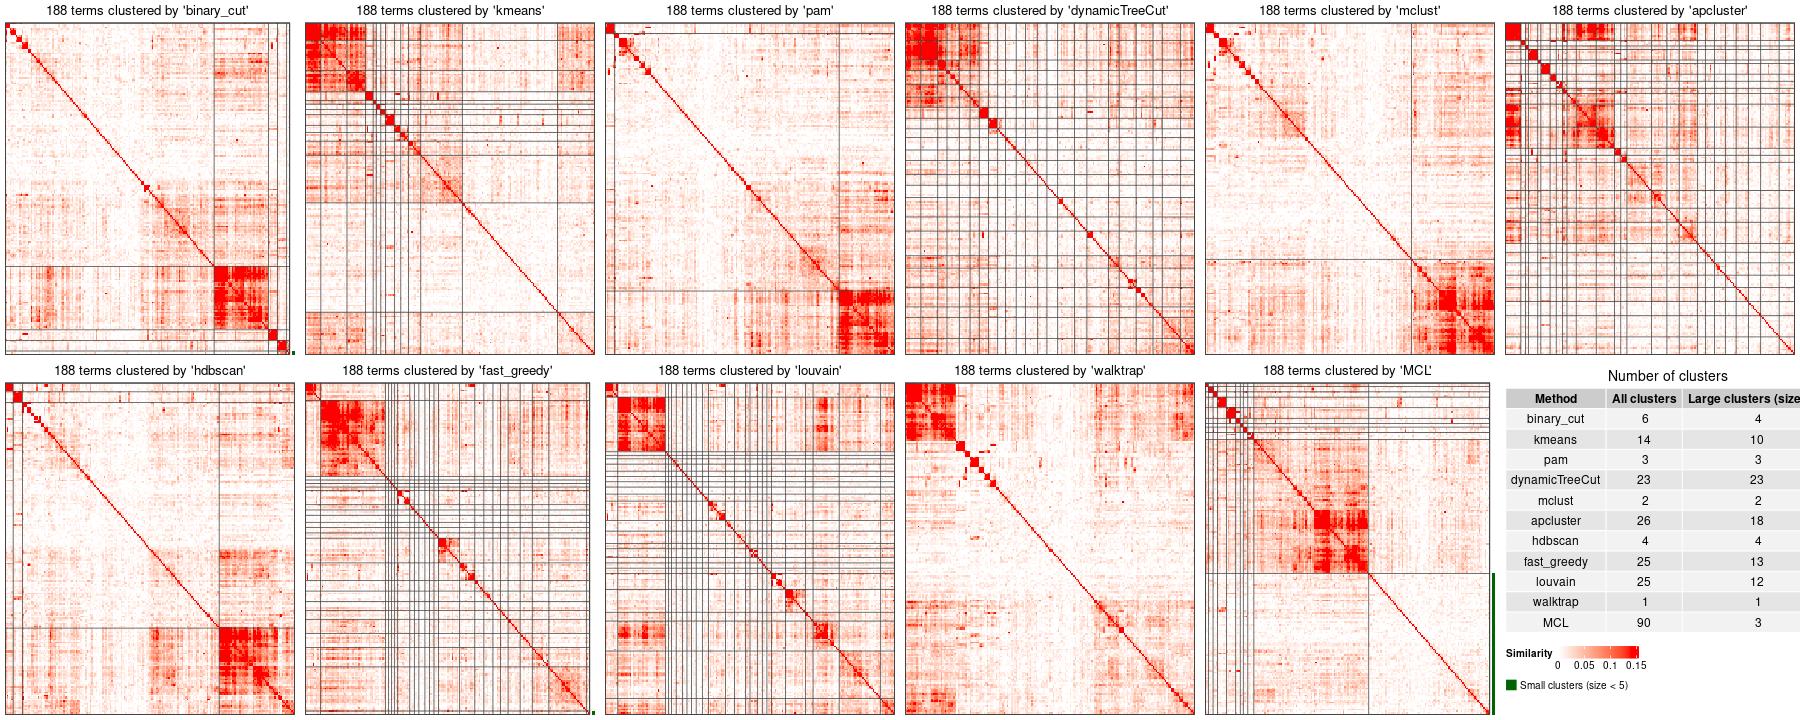 188 terms clustered by 'binary_cut'
188 terms clustered by 'kmeans'
188 terms clustered by 'pam'
188 terms clustered by 'dynamicTreeCut'
188 terms clustered by 'mclust'
188 terms clustered by 'apcluster'
188 terms clustered by 'hdbscan'
188 terms clustered by 'fast_greedy'
188 terms clustered by 'louvain'
188 terms clustered by 'walktrap'
188 terms clustered by 'MCL'
Number of clusters
Method All clusters Large clusters (size
binary_cut 6 4
kmeans 14 10
pam 3 3
dynamicTreeCut 23 23
mclust 2 2
apcluster 26 18
hdbscan 4 4
fast_greedy 25 13
louvain 25 12
walktrap 1 1
MCL 90 3
Similarity
0 0.05 0.1 0.15
Small clusters (size < 5)